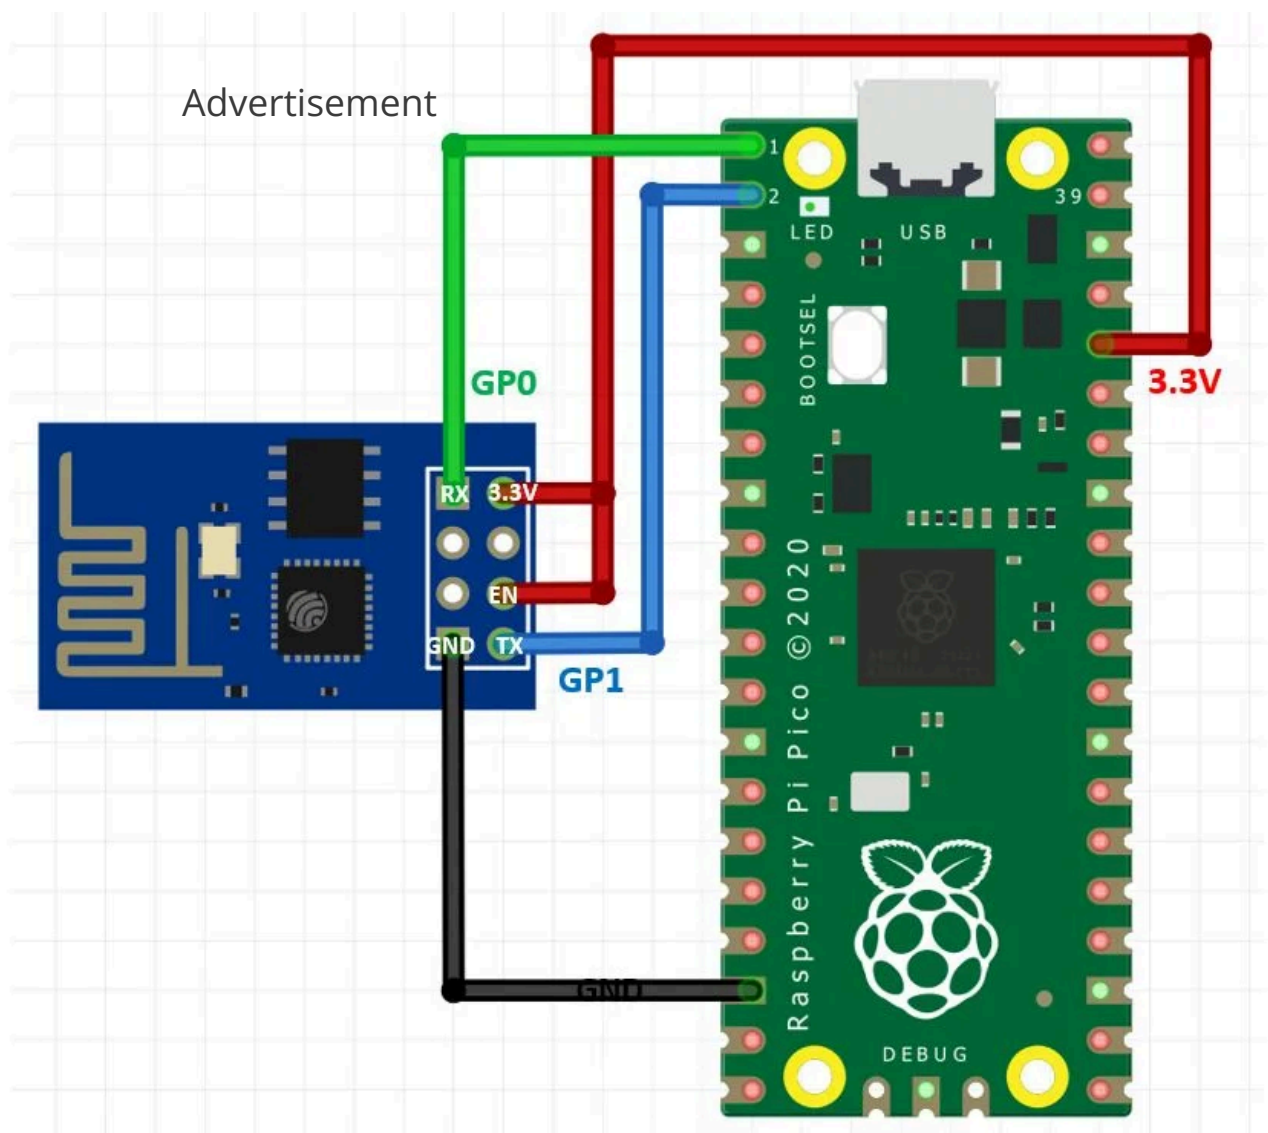 Advertisement
1
2
39
LED
USB
BOOTSEL
GP0
3.3V
RX
3.3V
EN
GND
TX
GP1
Raspberry Pi Pico ©2020
GND
DEBUG